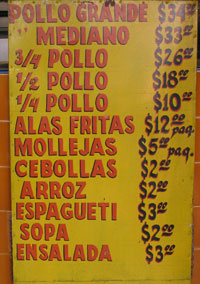 POLLO GRANDE $34.00
" MEDIANO $33.00
3/4 POLLO $26.00
1/2 POLLO $18.00
1/4 POLLO $10.00
ALAS FRITAS $12.00 paq.
MOLLEJAS $5.00 paq.
CEBOLLAS $2.00
ARROZ $2.00
ESPAGUETI $3.00
SOPA $2.00
ENSALADA $3.00